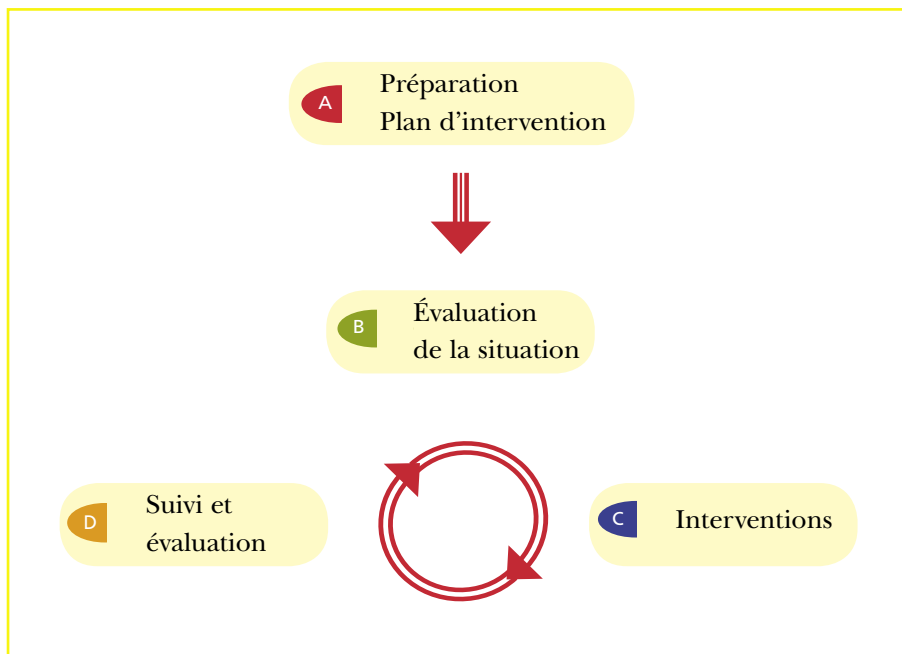 A
Préparation
Plan d’intervention
B
Évaluation
de la situation
D
Suivi et
évaluation
C
Interventions